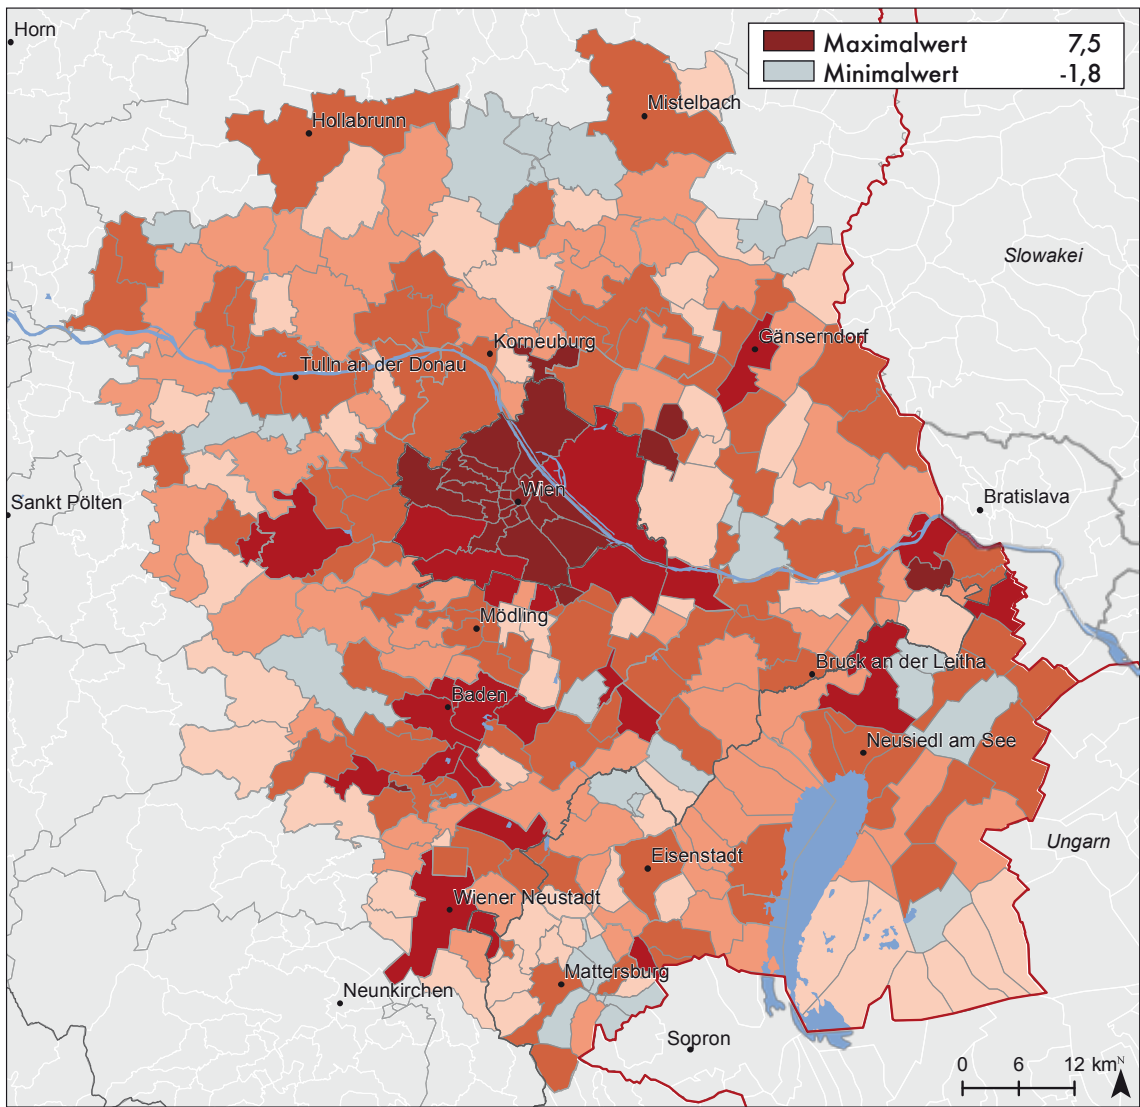 Horn
Maximalwert 7,5
Minimalwert -1,8
Mistelbach
Hollabrunn
Slowakei
Gänserndorf
Korneuburg
Tulln an der Donau
Wien
Bratislava
Sankt Pölten
Mödling
Bruck an der Leitha
Baden
Neusiedl am See
Ungarn
Eisenstadt
Wiener Neustadt
Mattersburg
Neunkirchen
Sopron
0 6 12 km
N